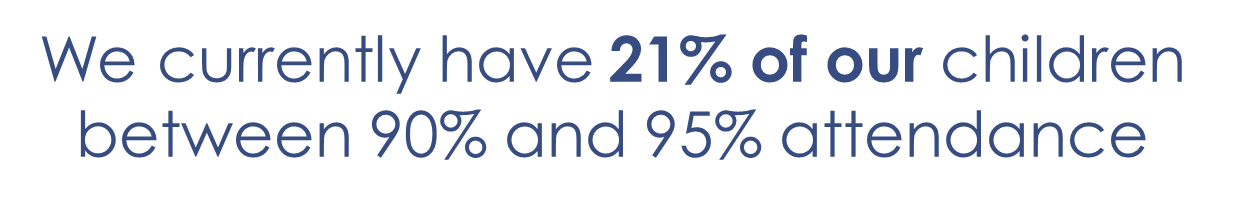 We currently have 21% of our children
between 90% and 95% attendance